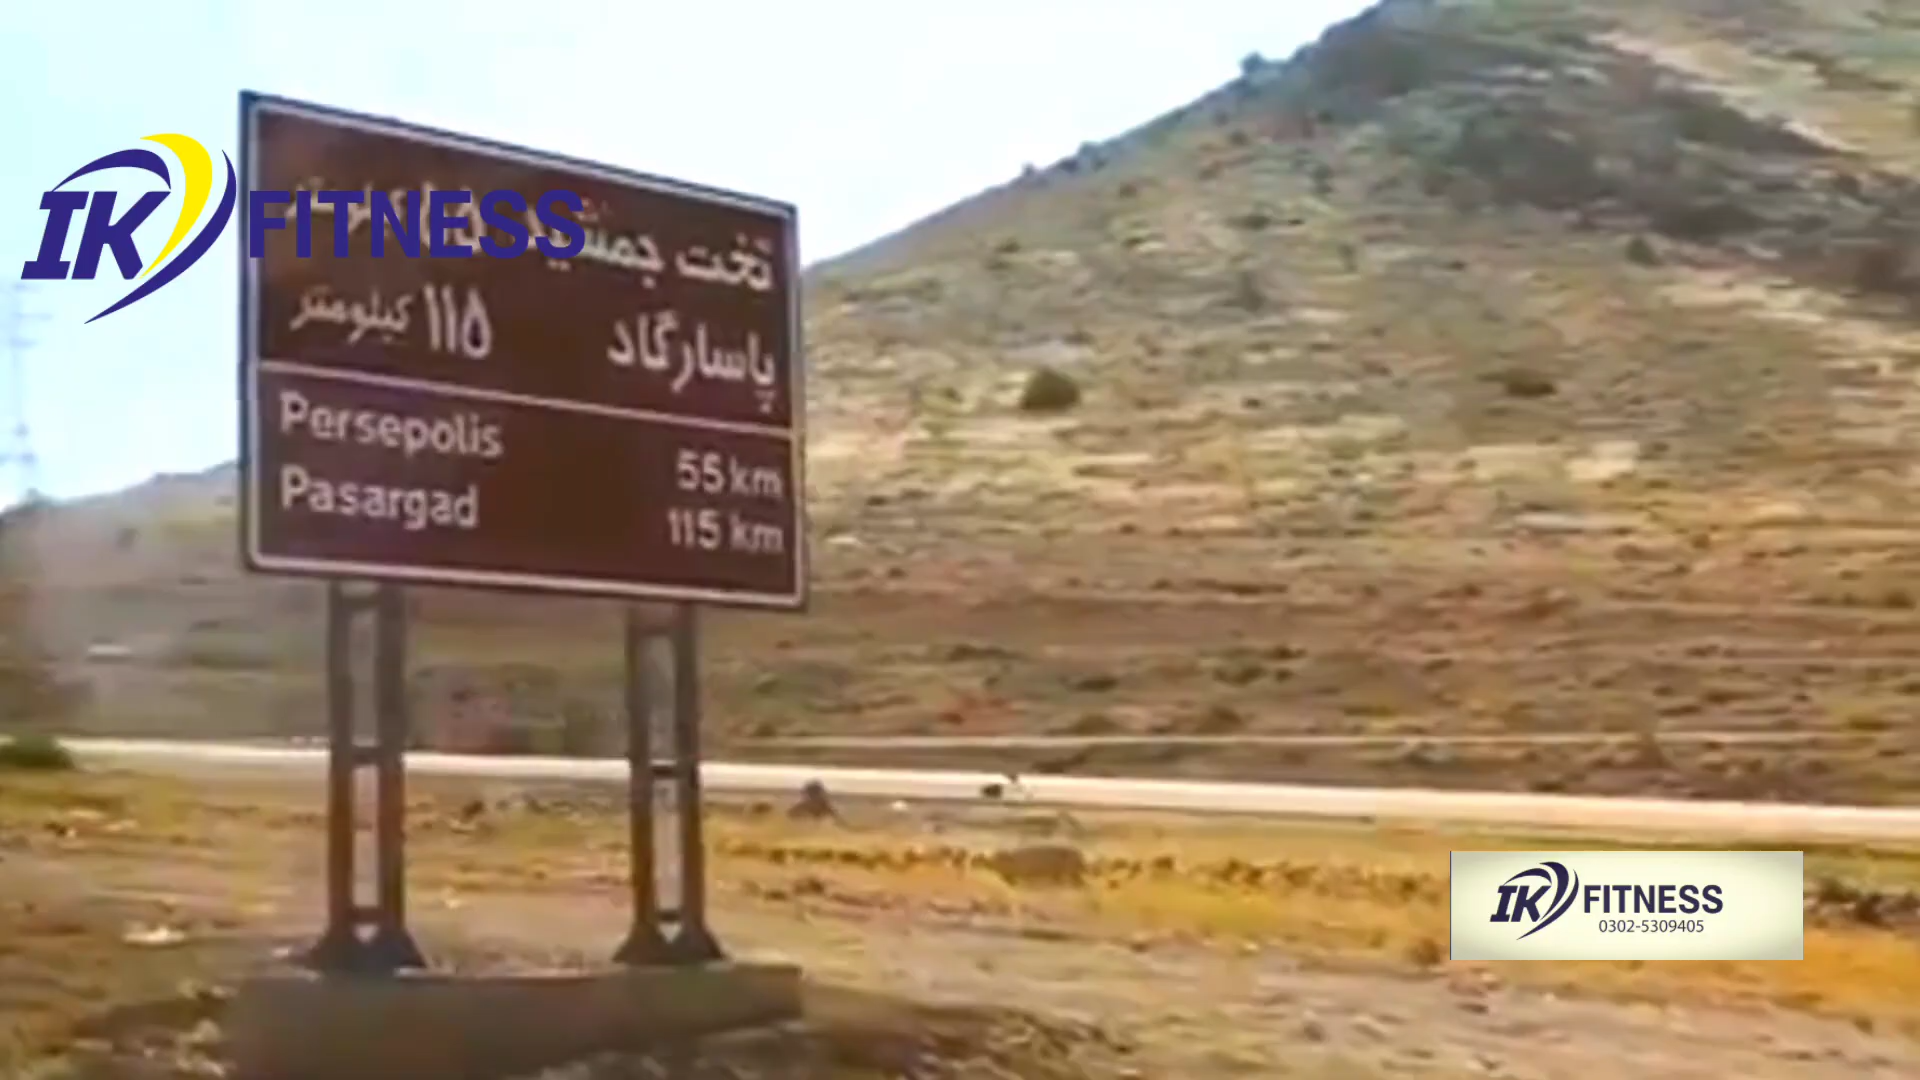 IK FITNESS
تخت جمشید
پاسارگاد ۱۱۵ کیلومتر
Persepolis 55 km
Pasargad 115 km
IK FITNESS
0302-5309405